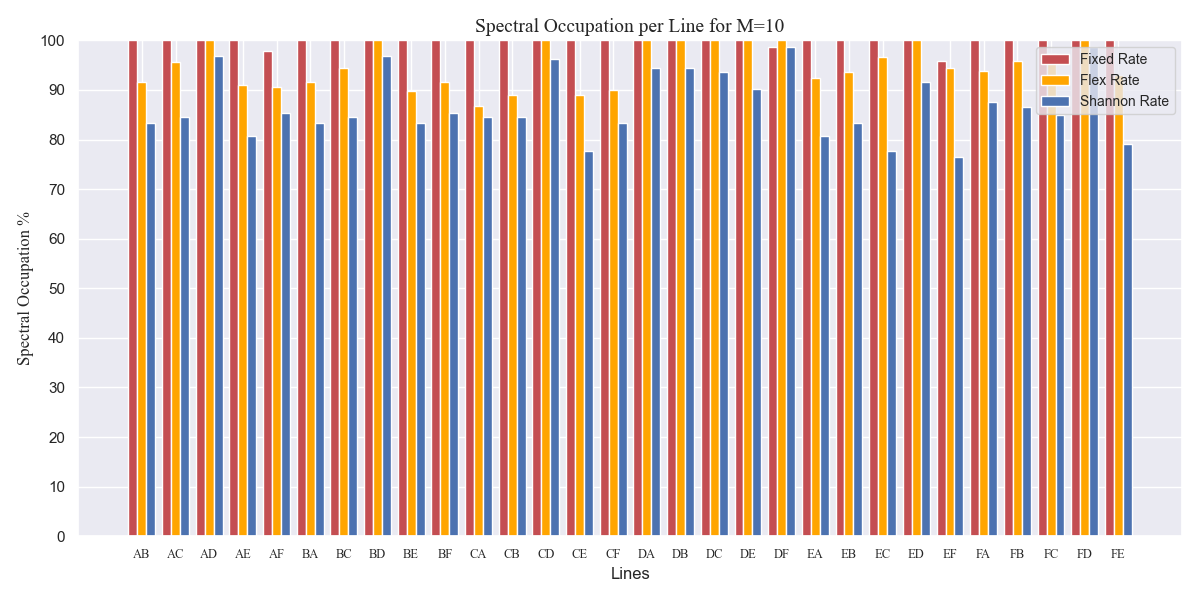 Spectral Occupation per Line for M=10
Spectral Occupation %
100
90
80
70
60
50
40
30
20
10
0
Fixed Rate
Flex Rate
Shannon Rate
AB AC AD AE AF BA BC BD BE BF CA CB CD CE CF DA DB DC DE DF EA EB EC ED EF FA FB FC FD FE
Lines